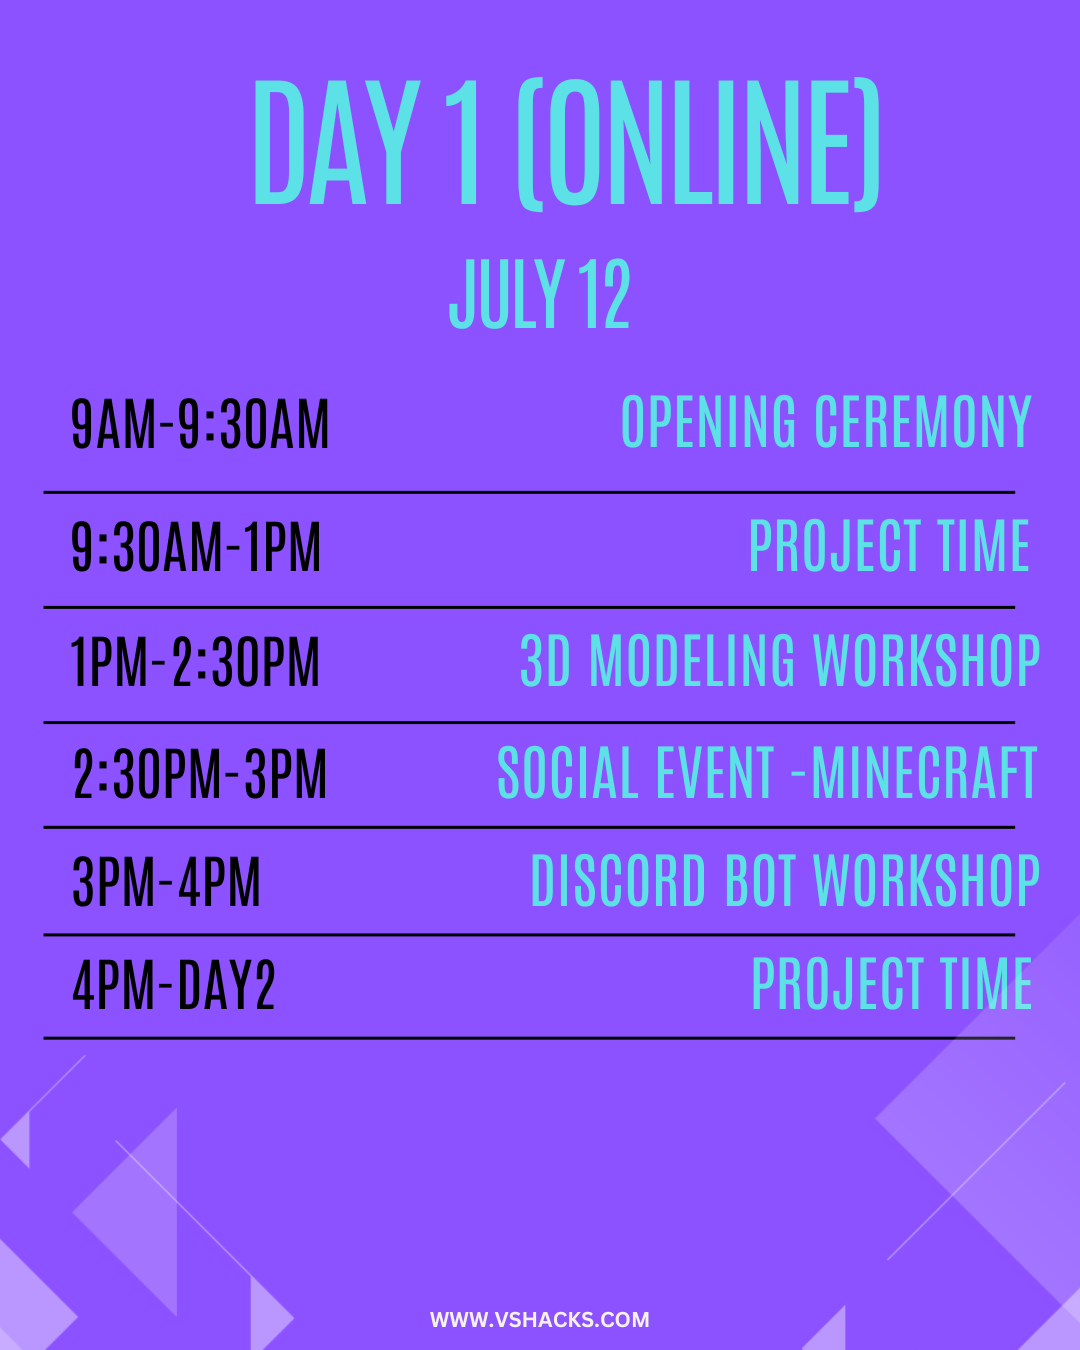 DAY 1 (ONLINE)
JULY 12
9AM-9:30AM OPENING CEREMONY
9:30AM-1PM PROJECT TIME
1PM-2:30PM 3D MODELING WORKSHOP
2:30PM-3PM SOCIAL EVENT -MINECRAFT
3PM-4PM DISCORD BOT WORKSHOP
4PM-DAY2 PROJECT TIME
WWW.VSHACKS.COM